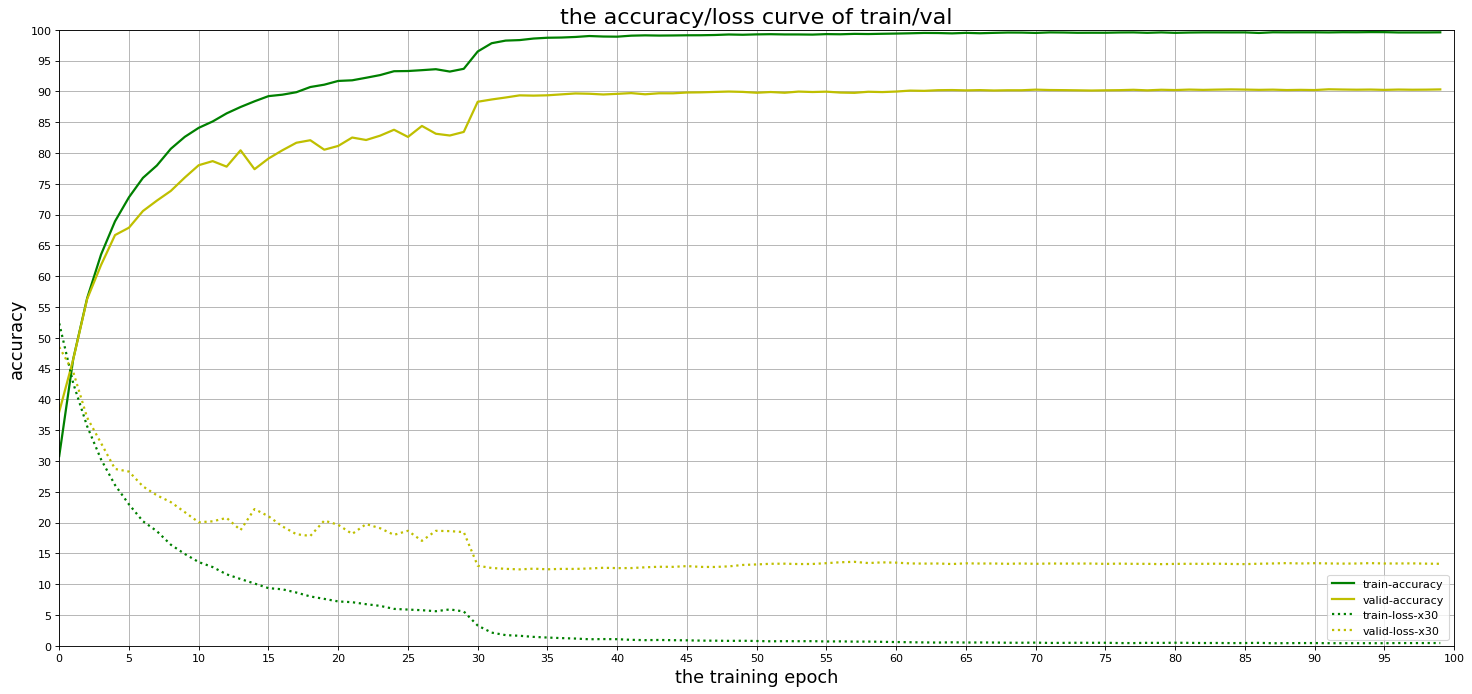 the accuracy/loss curve of train/val
100
95
90
85
80
75
70
65
60
55
50
45
40
35
30
25
20
15
10
5
0
accuracy
train-accuracy
valid-accuracy
train-loss-x30
valid-loss-x30
0 5 10 15 20 25 30 35 40 45 50 55 60 65 70 75 80 85 90 95 100
the training epoch